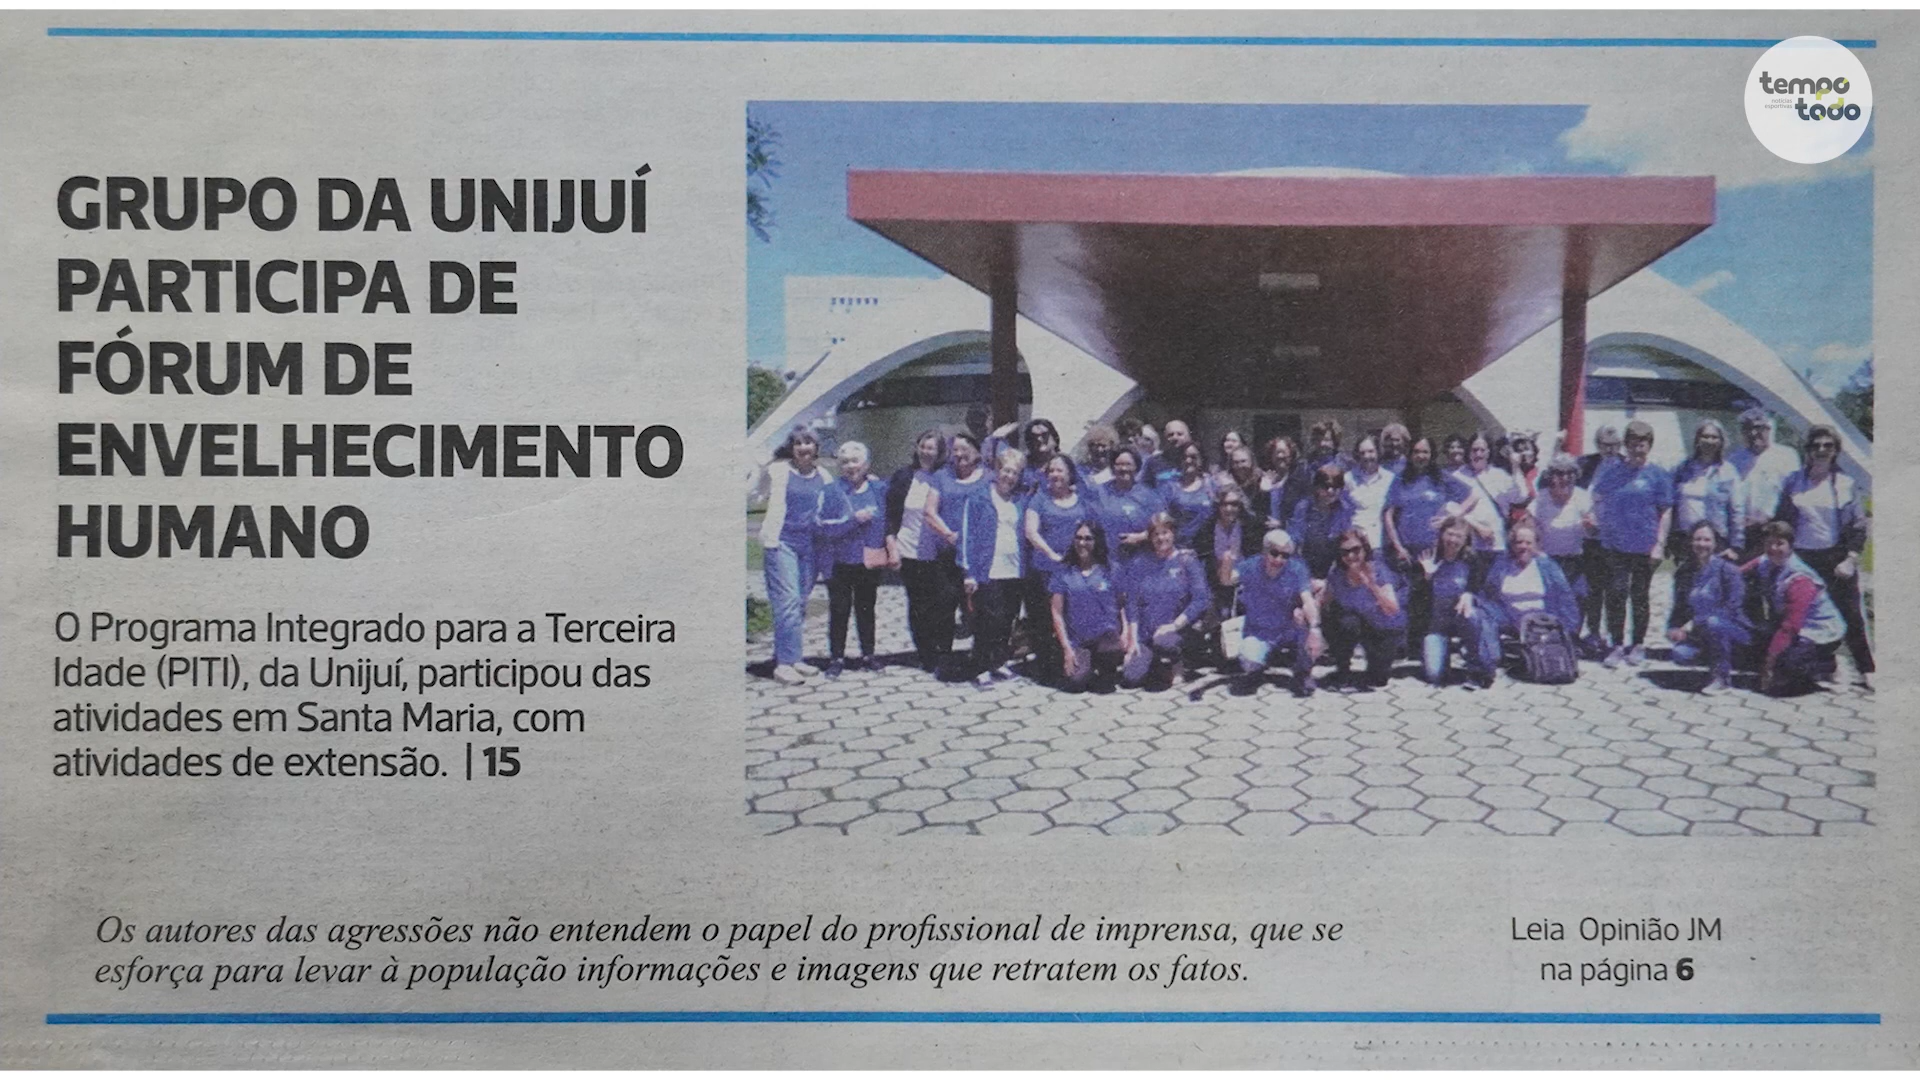 tempo
notícias
esportivas
todo
GRUPO DA UNIJUÍ
PARTICIPA DE
FÓRUM DE
ENVELHECIMENTO
HUMANO
O Programa Integrado para a Terceira
Idade (PITI), da Unijuí, participou das
atividades em Santa Maria, com
atividades de extensão. | 15
Os autores das agressões não entendem o papel do profissional de imprensa, que se
esforça para levar à população informações e imagens que retratem os fatos.
Leia Opinião JM
na página 6